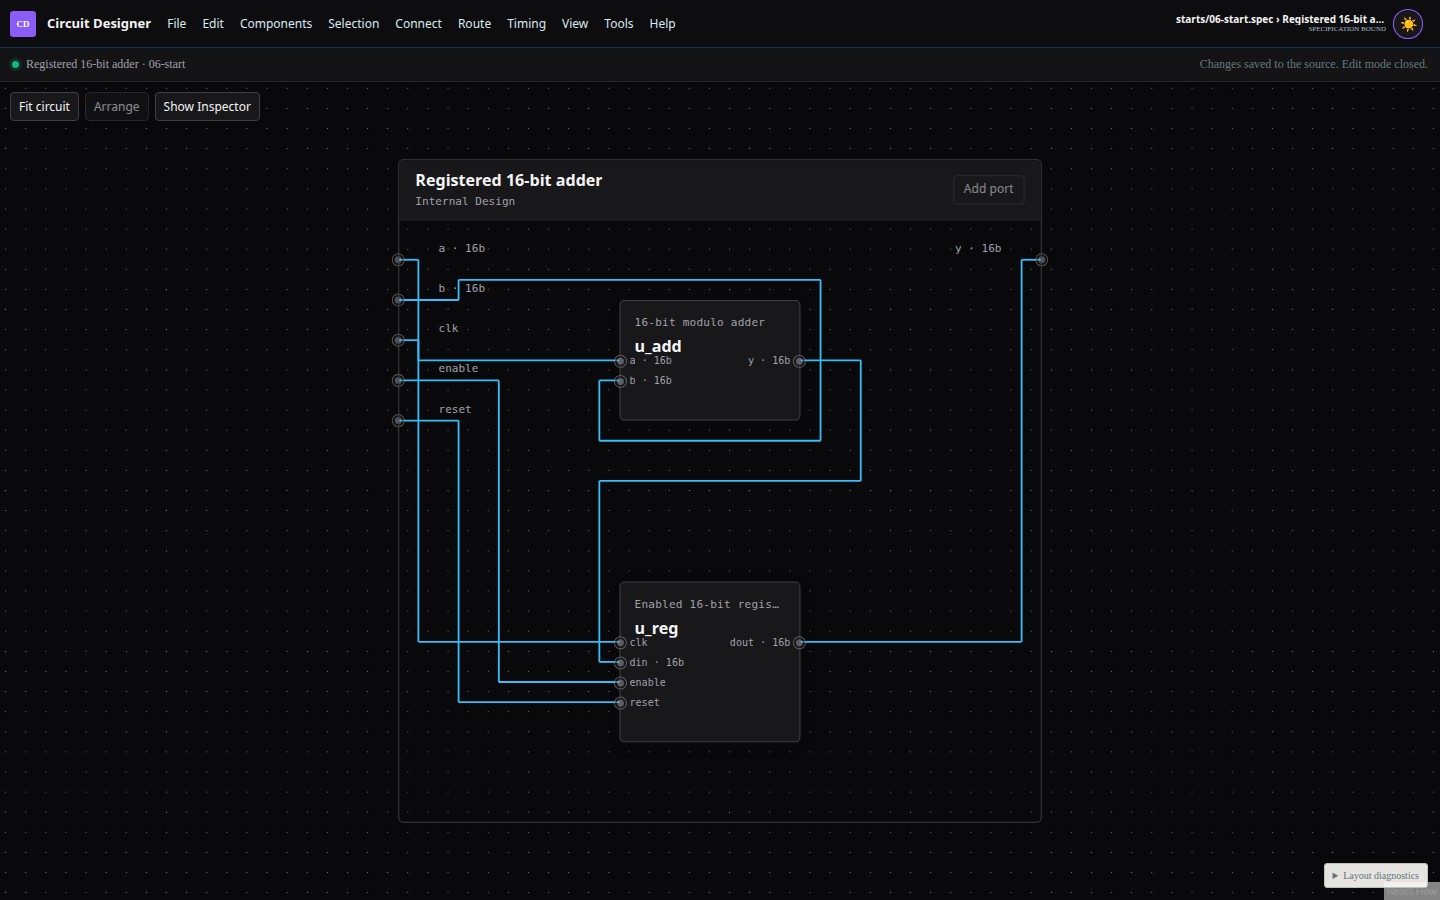 CD Circuit Designer File Edit Components Selection Connect Route Timing View Tools Help
starts/06-start.spec › Registered 16-bit a...
SPECIFICATION BOUND
Registered 16-bit adder · 06-start
Changes saved to the source. Edit mode closed.
Fit circuit Arrange Show Inspector
Registered 16-bit adder
Internal Design
Add port
a · 16b
y · 16b
b · 16b
clk
enable
reset
16-bit modulo adder
u_add
a · 16b
y · 16b
b · 16b
Enabled 16-bit regis…
u_reg
clk
dout · 16b
din · 16b
enable
reset
▶ Layout diagnostics